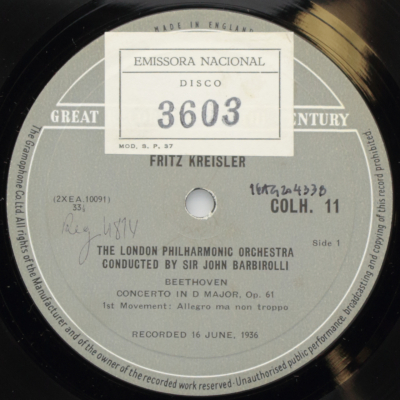 MADE IN ENGLAND
EMISSORA NACIONAL
DISCO
3603
MOD. S. P. 37
GREAT
CENTURY
FRITZ KREISLER
(2XEA.10091)
33⅓
COLH. 11
Reg 4874
Side 1
THE LONDON PHILHARMONIC ORCHESTRA
CONDUCTED BY SIR JOHN BARBIROLLI
BEETHOVEN
CONCERTO IN D MAJOR, Op. 61
1st Movement: Allegro ma non troppo
RECORDED 16 JUNE, 1936
The Gramophone Co. Ltd. All rights of the manufacturer and of the owner of the recorded work reserved - Unauthorised public performance, broadcasting and copying of this record prohibited.